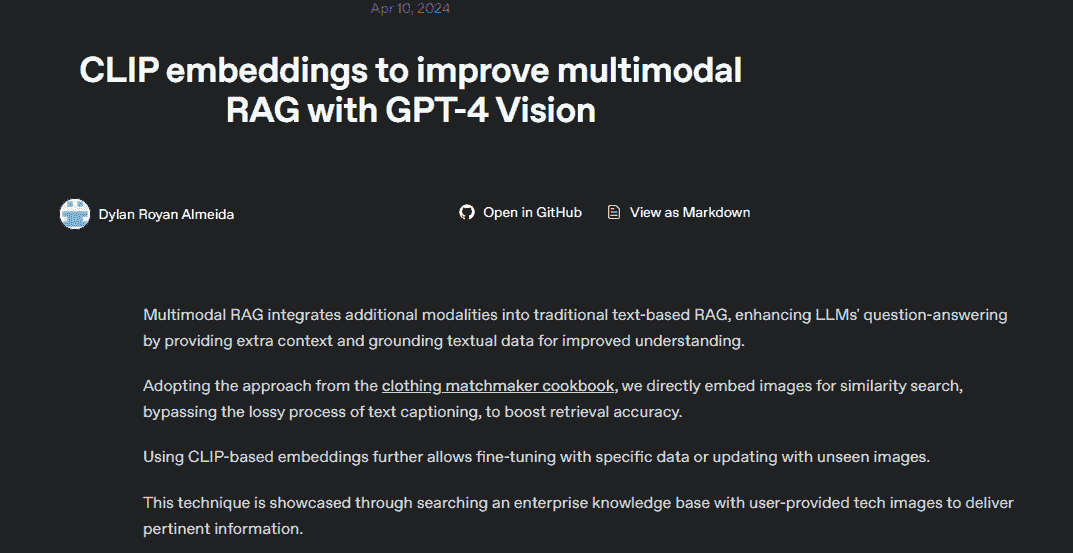 Apr 10, 2024
CLIP embeddings to improve multimodal
RAG with GPT-4 Vision
Dylan Royan Almeida
Open in GitHub
View as Markdown
Multimodal RAG integrates additional modalities into traditional text-based RAG, enhancing LLMs' question-answering
by providing extra context and grounding textual data for improved understanding.
Adopting the approach from the clothing matchmaker cookbook, we directly embed images for similarity search,
bypassing the lossy process of text captioning, to boost retrieval accuracy.
Using CLIP-based embeddings further allows fine-tuning with specific data or updating with unseen images.
This technique is showcased through searching an enterprise knowledge base with user-provided tech images to deliver
pertinent information.